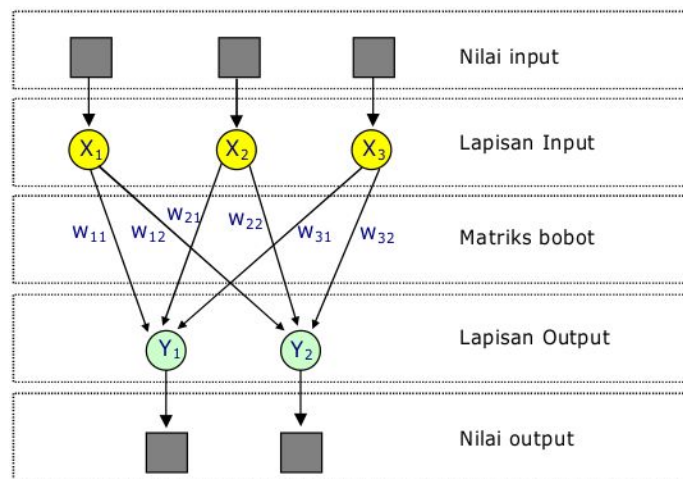 Nilai input
X₁ X₂ X₃ Lapisan Input
w₁₁ w₁₂ w₂₁ w₂₂ w₃₁ w₃₂ Matriks bobot
Y₁ Y₂ Lapisan Output
Nilai output